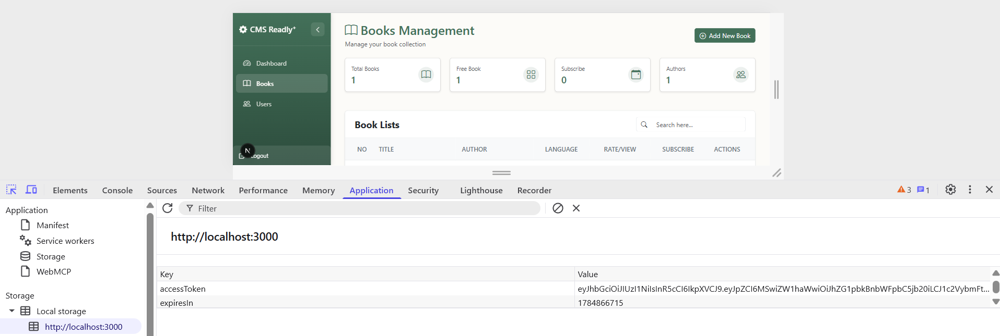 CMS Readly+
Dashboard
Books
Users
N
ogout
Books Management
Manage your book collection
Add New Book
Total Books
1
Free Book
1
Subscribe
0
Authors
1
Book Lists
Search here...
NO TITLE AUTHOR LANGUAGE RATE/VIEW SUBSCRIBE ACTIONS
Elements Console Sources Network Performance Memory Application Security Lighthouse Recorder 3 1
Application
Manifest
Service workers
Storage
WebMCP
Storage
Local storage
http://localhost:3000
Filter
http://localhost:3000
Key Value
accessToken eyJhbGciOiJIUzI1NiIsInR5cCI6IkpXVCJ9.eyJpZCI6MSwiZW1haWwiOiJhZG1pbkBnbWFpbC5jb20iLCJ1c2VybmFt...
expiresIn 1784866715